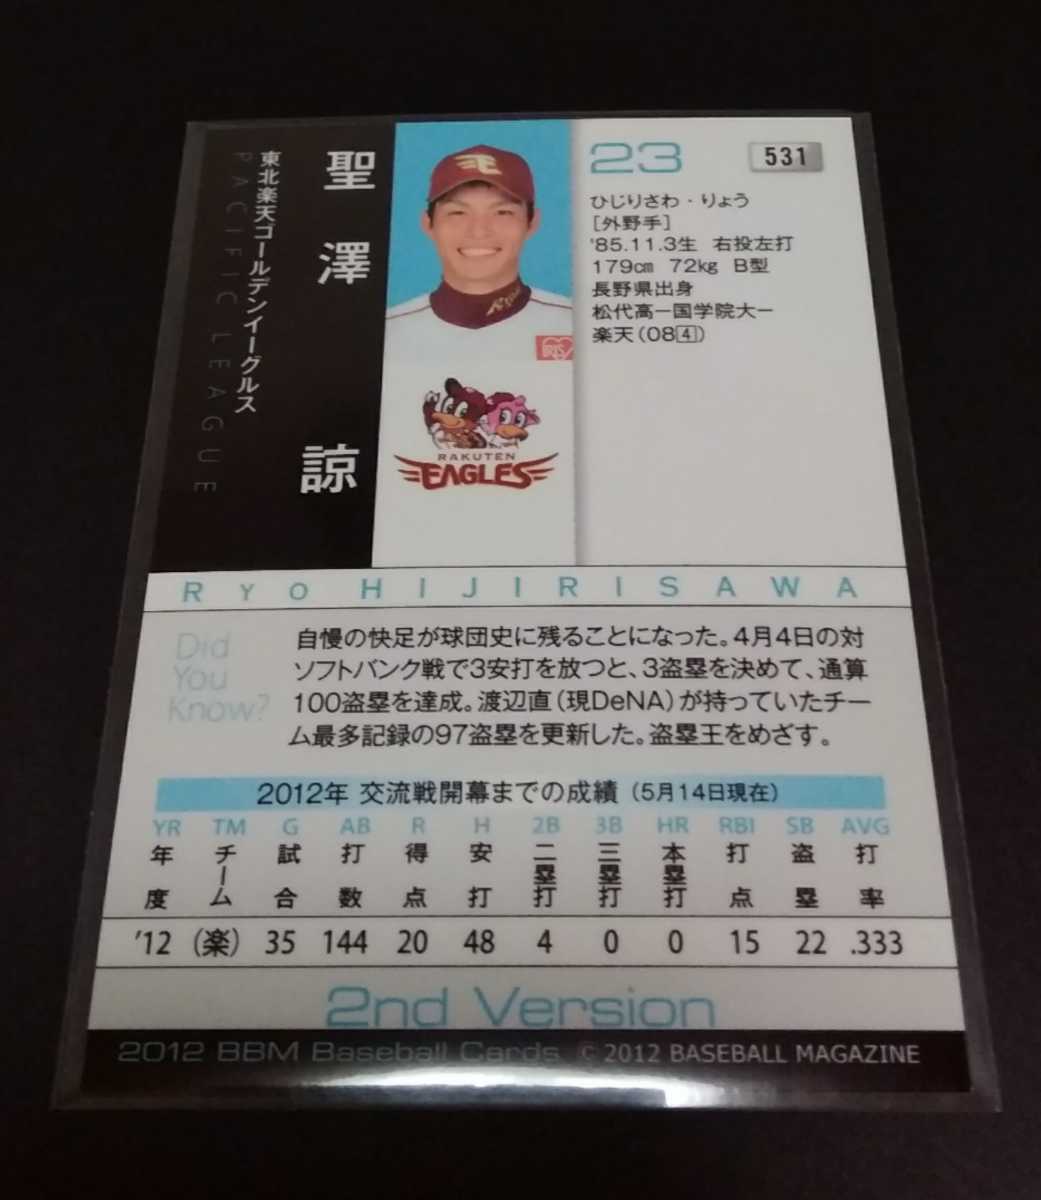 聖澤 諒
東北楽天ゴールデンイーグルス
PACIFIC LEAGUE
RAKUTEN
EAGLES
23
531
ひじりさわ・りょう
[外野手]
'85.11.3生 右投左打
179cm 72kg B型
長野県出身
松代高ー国学院大ー
楽天(08[4])
RYO HIJIRISAWA
Did
You
Know?
自慢の快足が球団史に残ることになった。4月4日の対
ソフトバンク戦で3安打を放つと、3盗塁を決めて、通算
100盗塁を達成。渡辺直(現DeNA)が持っていたチー
ム最多記録の97盗塁を更新した。盗塁王をめざす。
2012年 交流戦開幕までの成績 (5月14日現在)
YR TM G AB R H 2B 3B HR RBI SB AVG
年度 チーム 試合 打数 得点 安打 二塁打 三塁打 本塁打 打点 盗塁 打率
'12 (楽) 35 144 20 48 4 0 0 15 22 .333
2nd Version
2012 BBM Baseball Cards © 2012 BASEBALL MAGAZINE